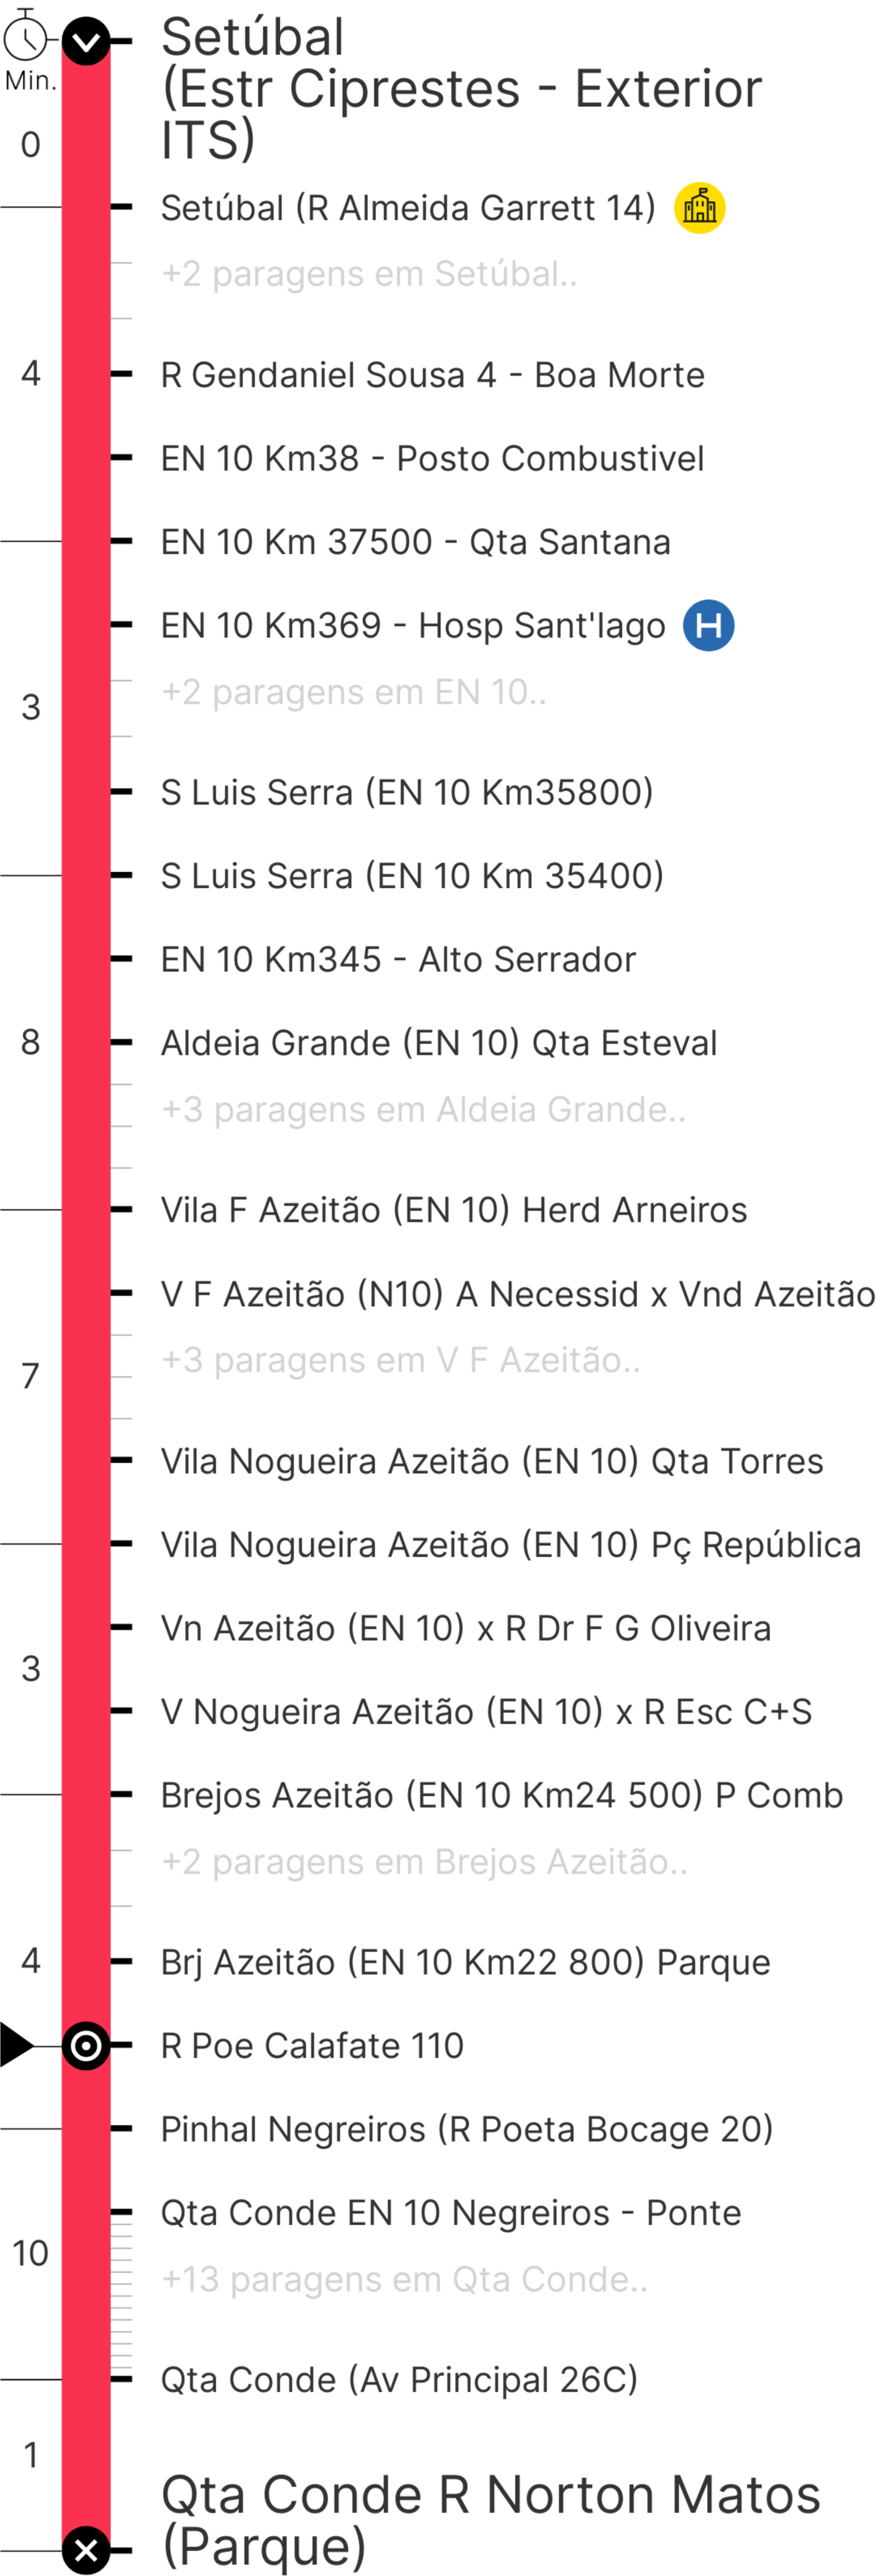 Setúbal
(Estr Ciprestes - Exterior
ITS)
Min.
0
Setúbal (R Almeida Garrett 14)
+2 paragens em Setúbal..
4
R Gendaniel Sousa 4 - Boa Morte
EN 10 Km38 - Posto Combustivel
EN 10 Km 37500 - Qta Santana
EN 10 Km369 - Hosp Sant'Iago H
+2 paragens em EN 10..
3
S Luis Serra (EN 10 Km35800)
S Luis Serra (EN 10 Km 35400)
EN 10 Km345 - Alto Serrador
8
Aldeia Grande (EN 10) Qta Esteval
+3 paragens em Aldeia Grande..
Vila F Azeitão (EN 10) Herd Arneiros
V F Azeitão (N10) A Necessid x Vnd Azeitão
+3 paragens em V F Azeitão..
7
Vila Nogueira Azeitão (EN 10) Qta Torres
Vila Nogueira Azeitão (EN 10) Pç República
Vn Azeitão (EN 10) x R Dr F G Oliveira
3
V Nogueira Azeitão (EN 10) x R Esc C+S
Brejos Azeitão (EN 10 Km24 500) P Comb
+2 paragens em Brejos Azeitão..
4
Brj Azeitão (EN 10 Km22 800) Parque
R Poe Calafate 110
Pinhal Negreiros (R Poeta Bocage 20)
Qta Conde EN 10 Negreiros - Ponte
10
+13 paragens em Qta Conde..
Qta Conde (Av Principal 26C)
1
Qta Conde R Norton Matos
(Parque)